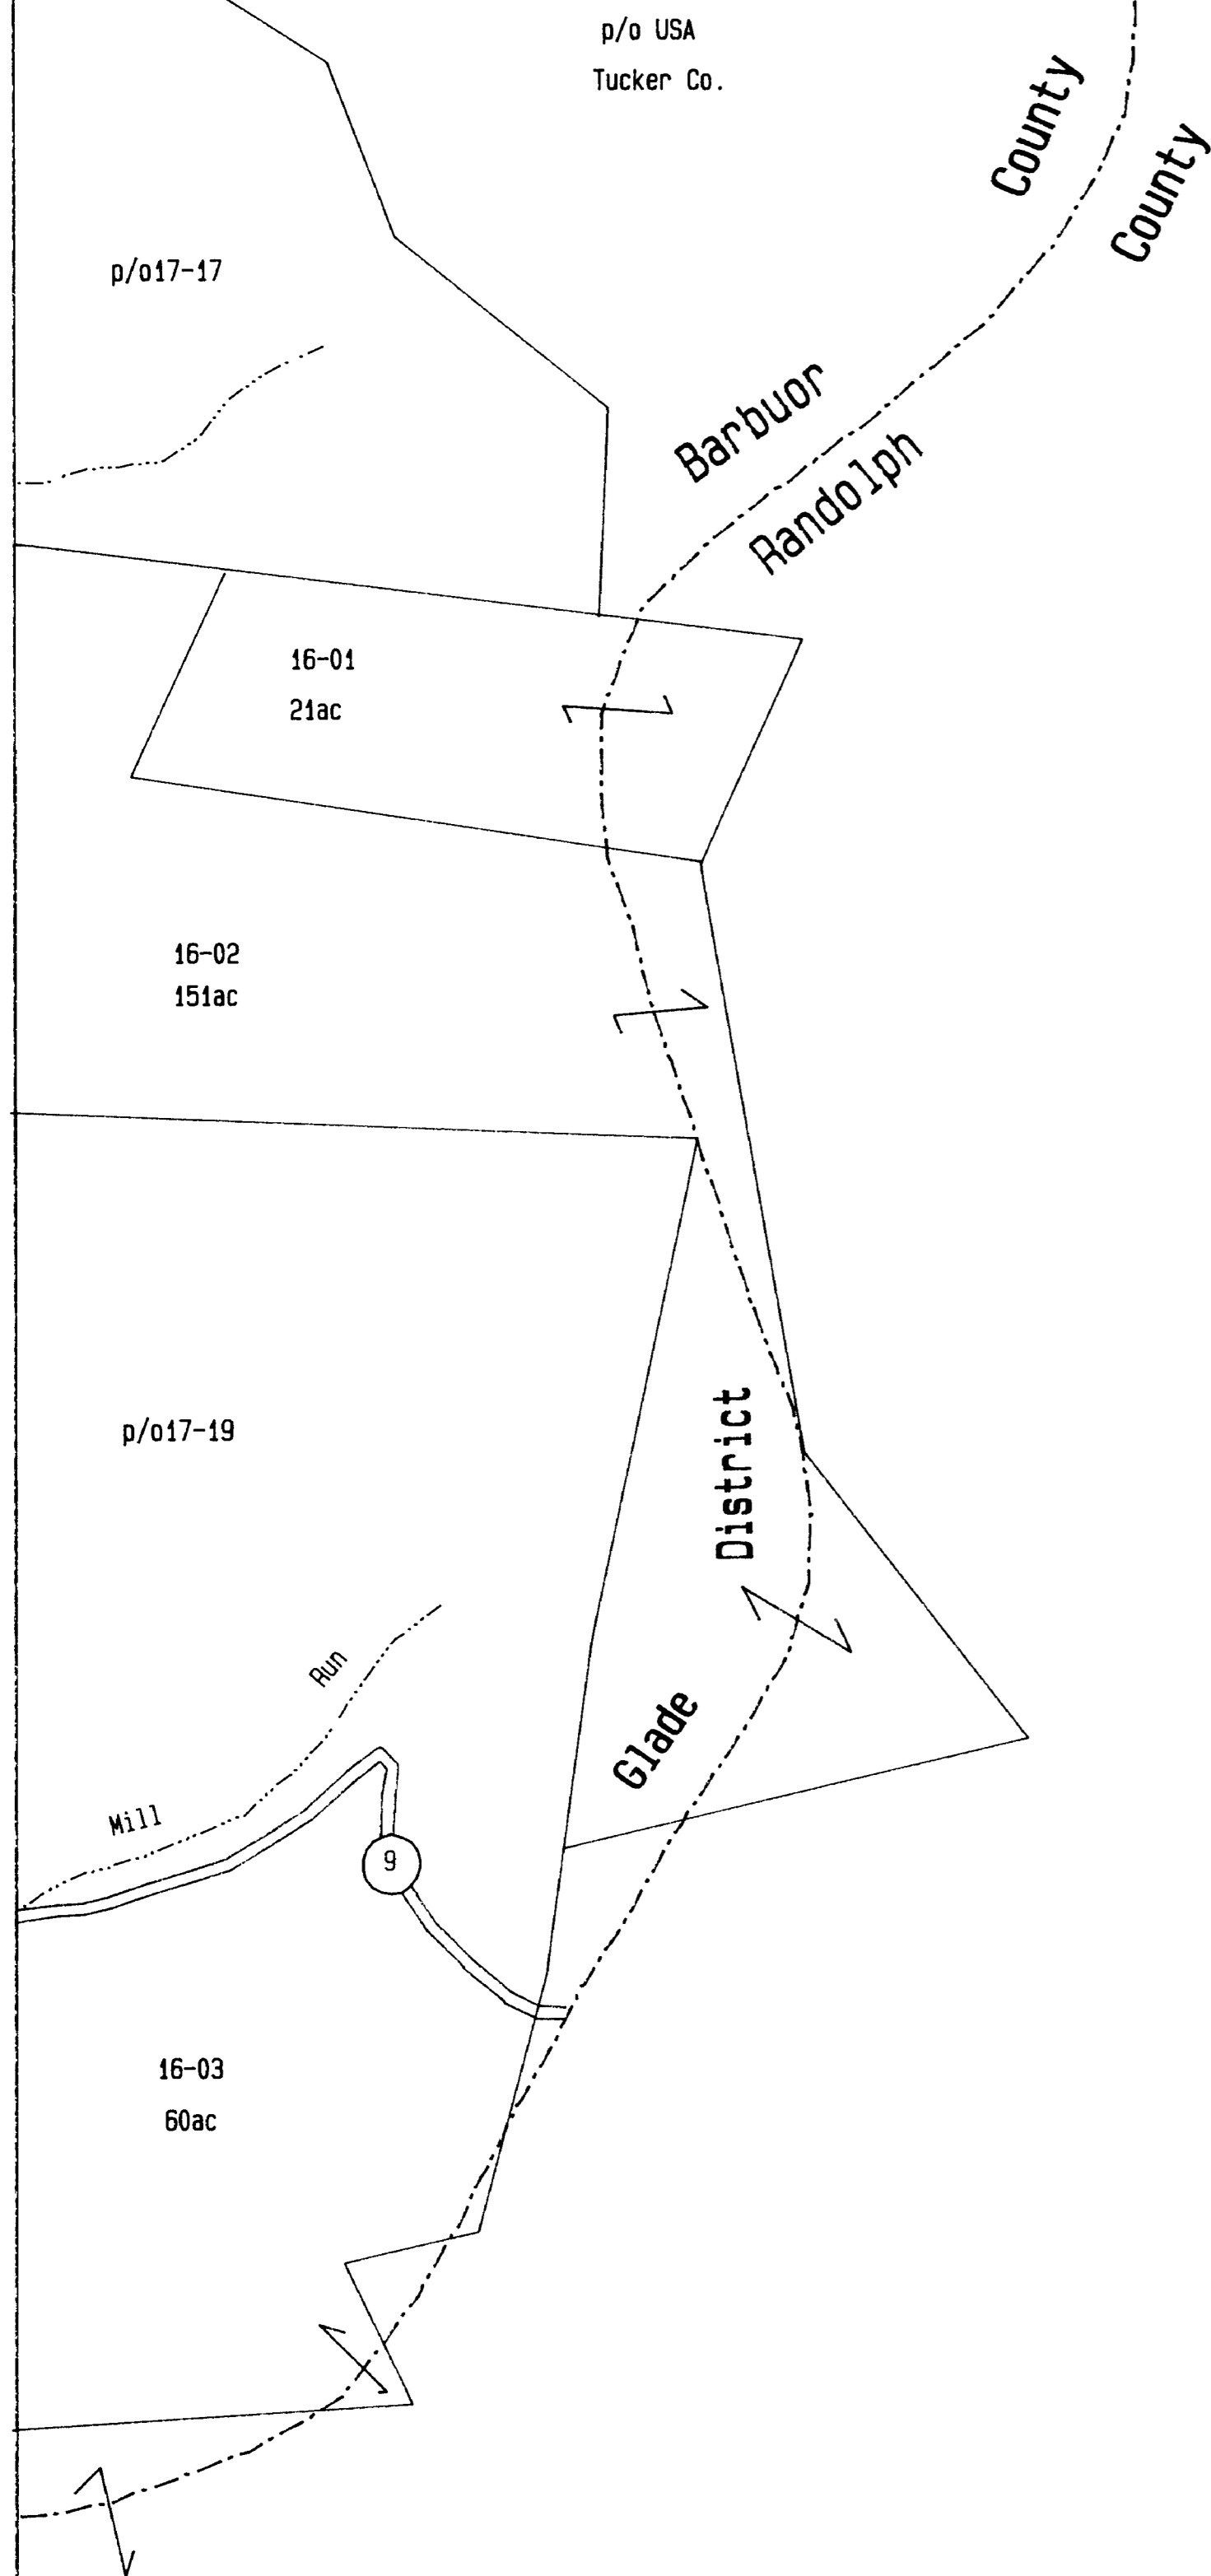 p/o USA
Tucker Co.
County
County
p/o17-17
Barbuor
Randolph
16-01
21ac
16-02
151ac
p/o17-19
District
Run
Glade
Mill
9
16-03
60ac